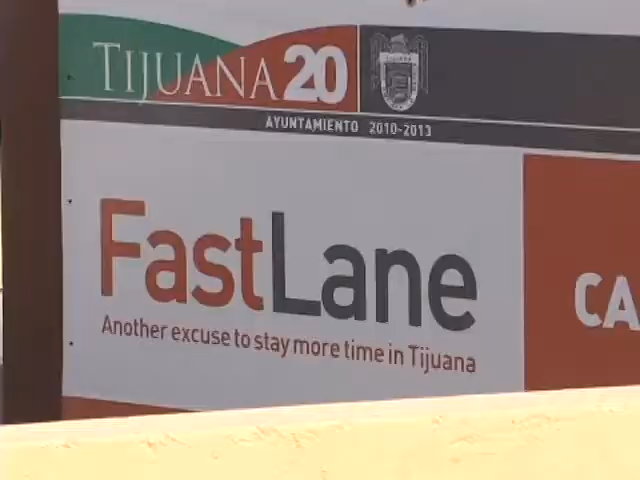 TIJUANA 20
AYUNTAMIENTO 2010-2013
FastLane
Another excuse to stay more time in Tijuana
CA